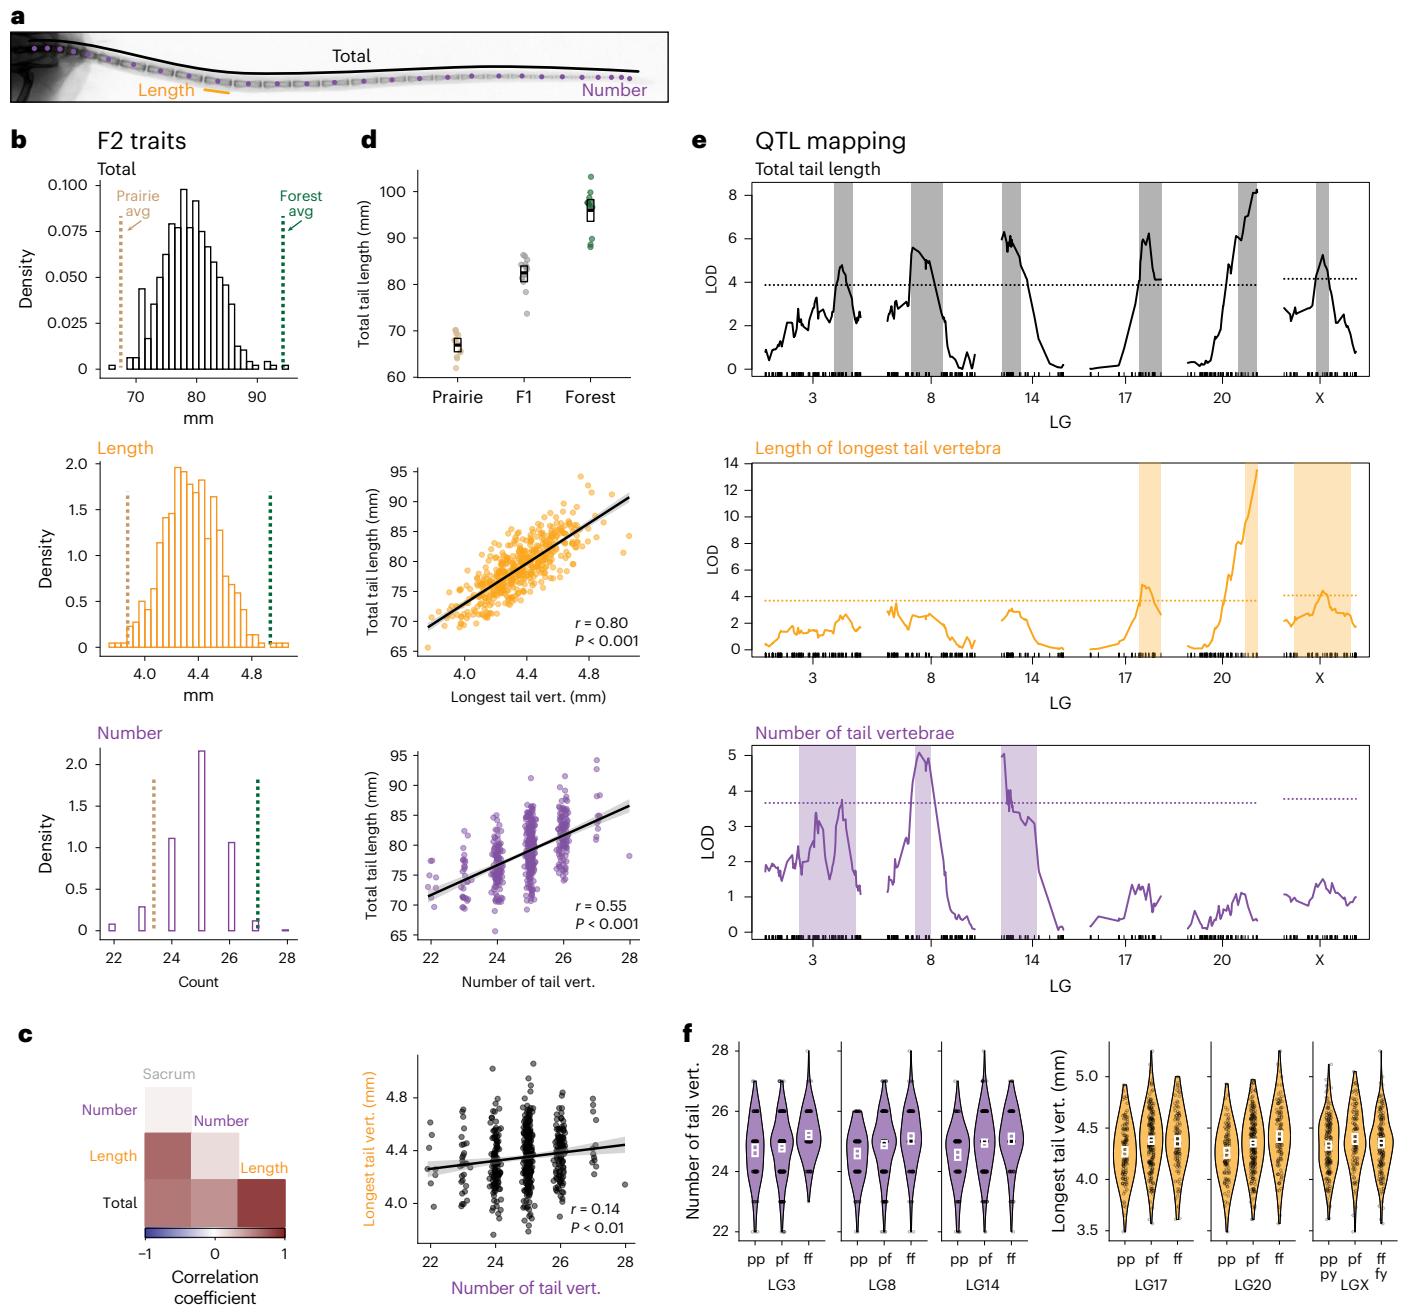 a
Total
Length
Number
b
F2 traits
Total
0.100
0.075
0.050
0.025
0
Density
Prairie
avg
Forest
avg
70
80
90
mm
Length
2.0
1.5
1.0
0.5
0
Density
4.0
4.4
4.8
mm
Number
2.0
1.5
1.0
0.5
0
Density
22
24
26
28
Count
c
Sacrum
Number
Number
Length
Length
Total
−1
0
1
Correlation
coefficient
d
Total tail length (mm)
100
90
80
70
60
Prairie
F1
Forest
Total tail length (mm)
95
90
85
80
75
70
65
r = 0.80
P < 0.001
4.0
4.4
4.8
Longest tail vert. (mm)
Total tail length (mm)
95
90
85
80
75
70
65
r = 0.55
P < 0.001
22
24
26
28
Number of tail vert.
Longest tail vert. (mm)
4.8
4.4
4.0
r = 0.14
P < 0.01
22
24
26
28
Number of tail vert.
e
QTL mapping
Total tail length
LOD
8
6
4
2
0
3
8
14
17
20
X
LG
Length of longest tail vertebra
LOD
14
12
10
8
6
4
2
0
3
8
14
17
20
X
LG
Number of tail vertebrae
LOD
5
4
3
2
1
0
3
8
14
17
20
X
LG
f
Number of tail vert.
28
26
24
22
pp pf ff
LG3
pp pf ff
LG8
pp pf ff
LG14
Longest tail vert. (mm)
5.0
4.5
4.0
3.5
pp pf ff
LG17
pp pf ff
LG20
pp pf ff
py fy
LGX